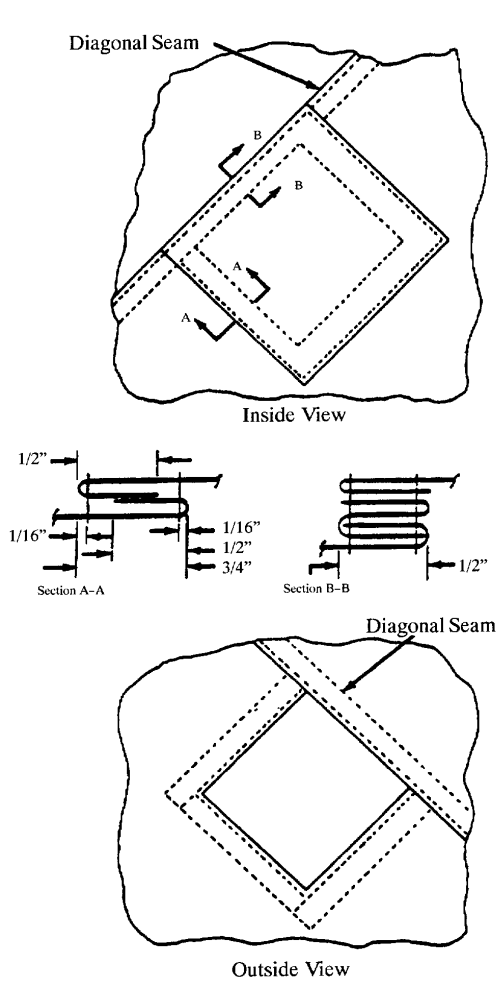 Diagonal Seam
B
B
A
A
Inside View
1/2”
1/16”
1/16”
1/2”
3/4”
Section A–A
1/2”
Section B–B
Diagonal Seam
Outside View